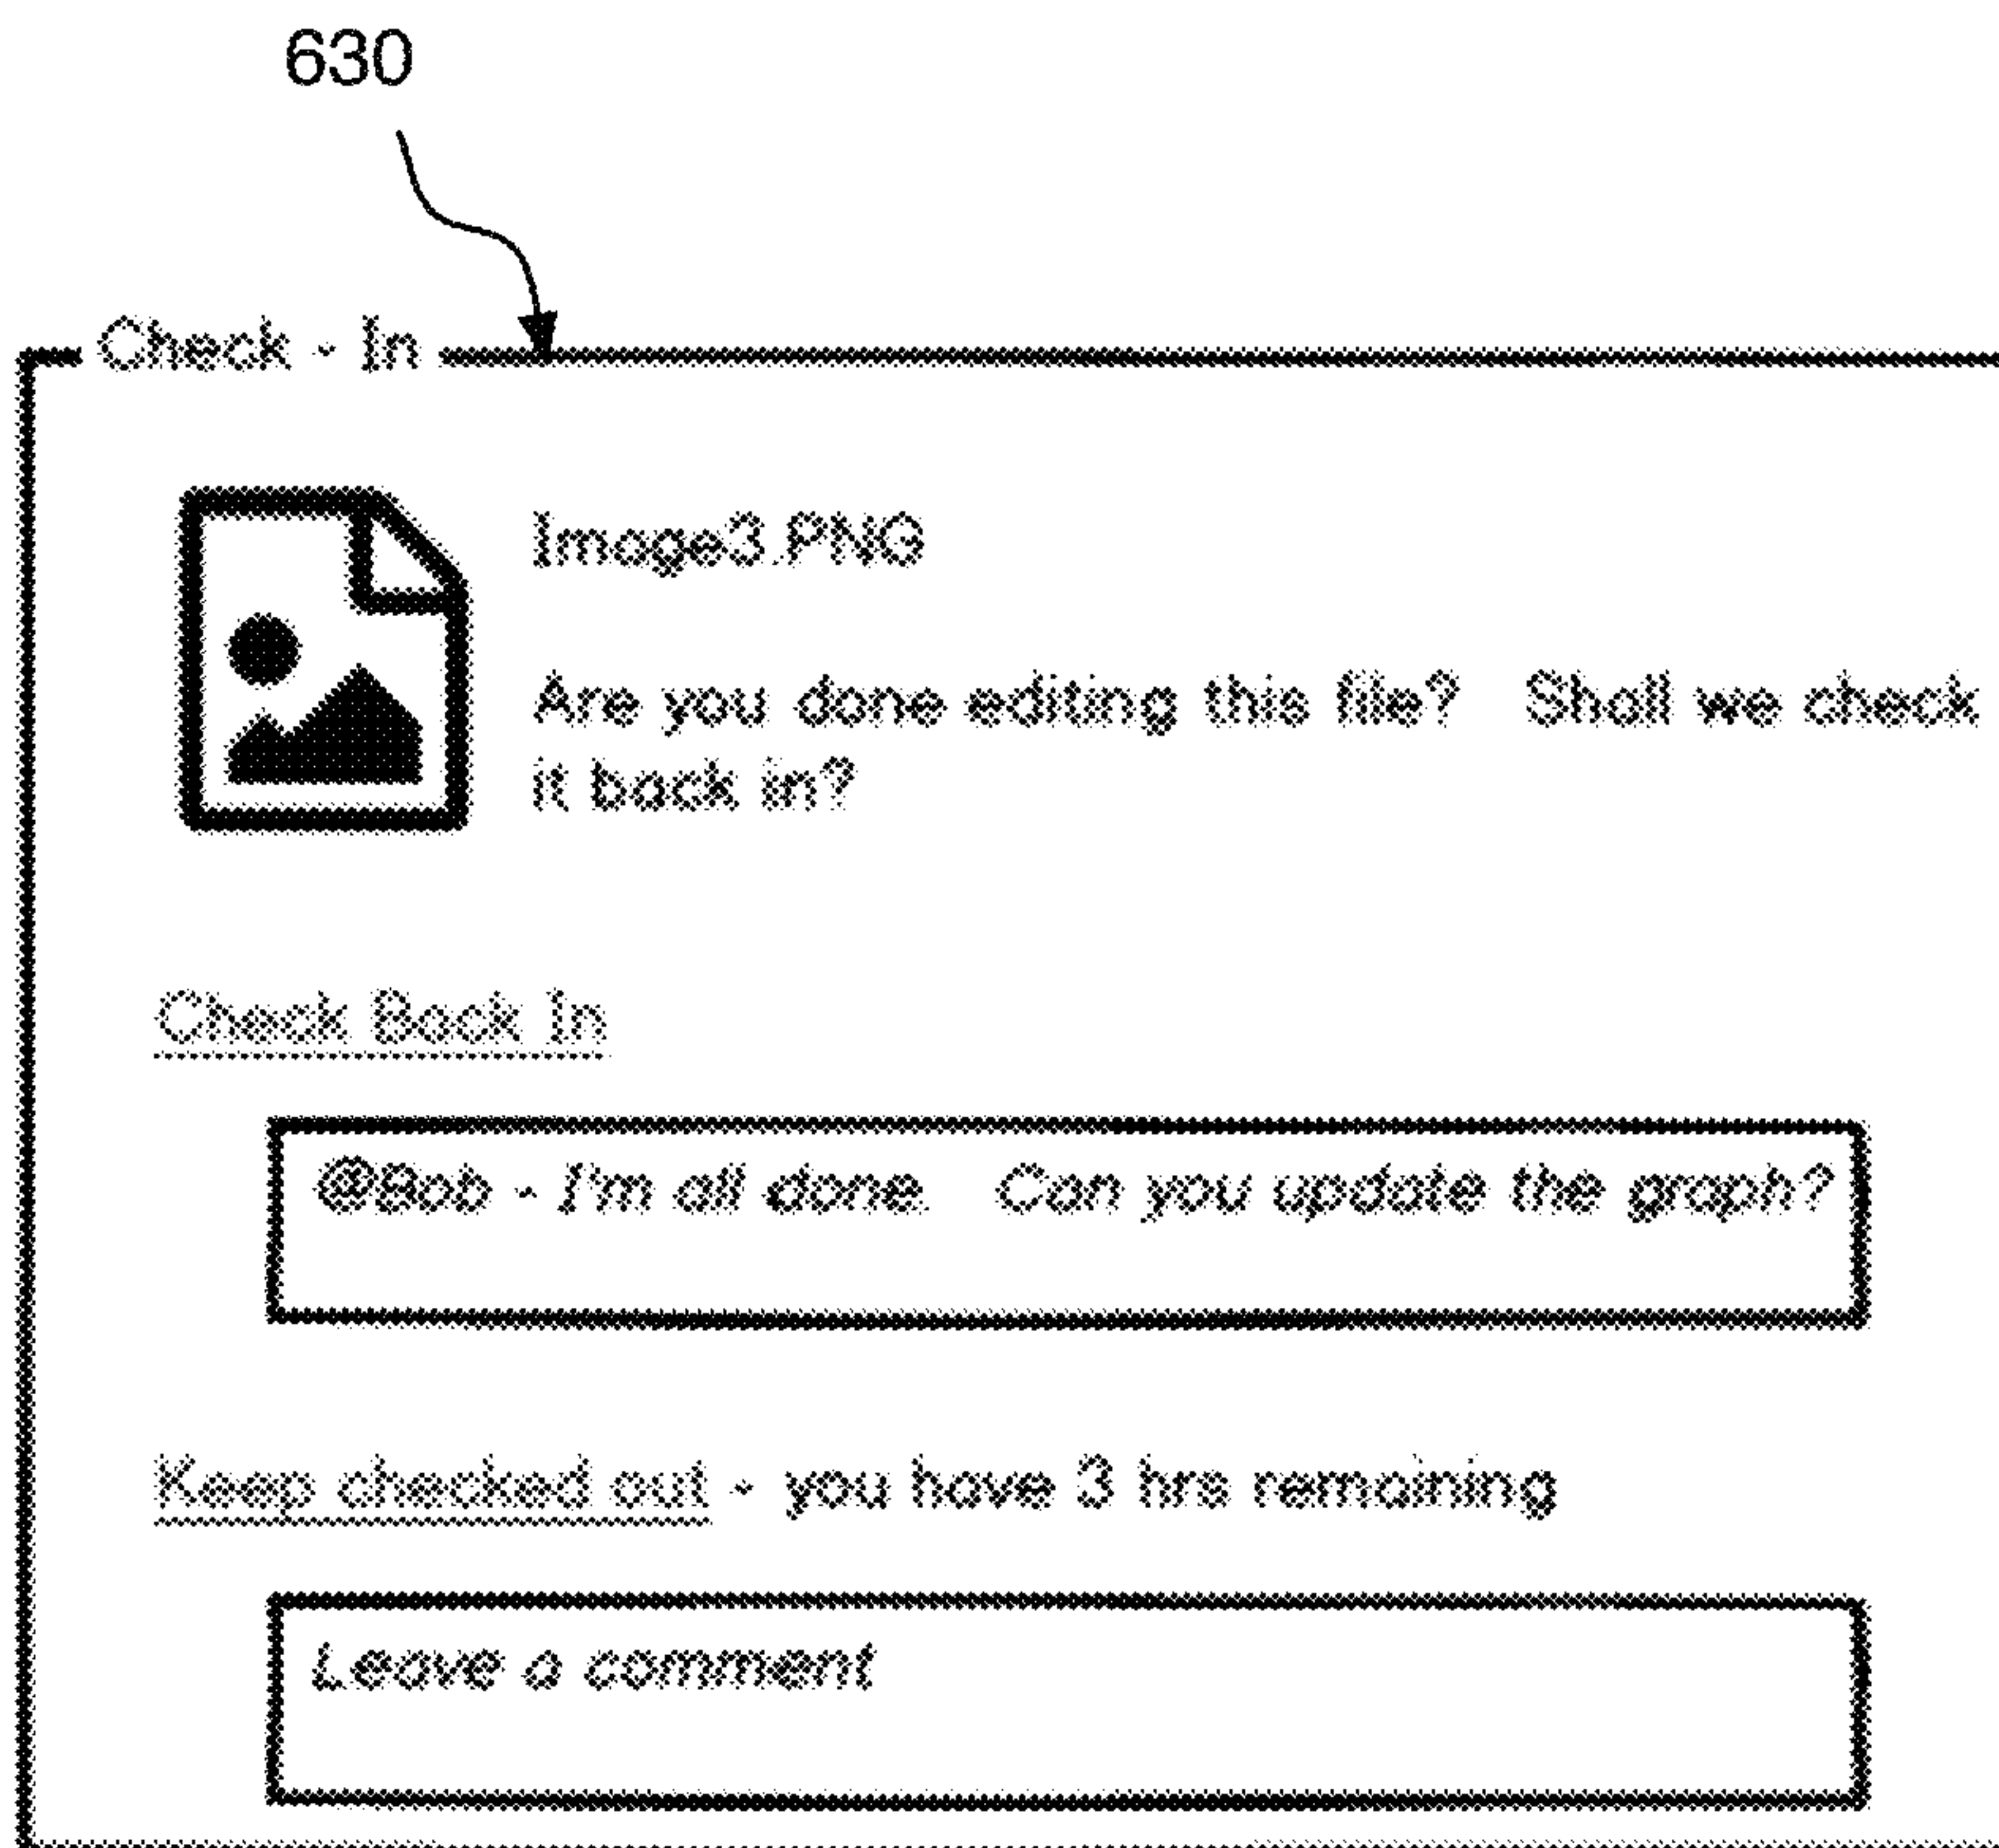 630
Check - In
Image3.PNG
Are you done editing this file?   Shall we check
it back in?
Check Back In
@Bob - I'm all done.   Can you update the graph?
Keep checked out - you have 3 hrs remaining
Leave a comment